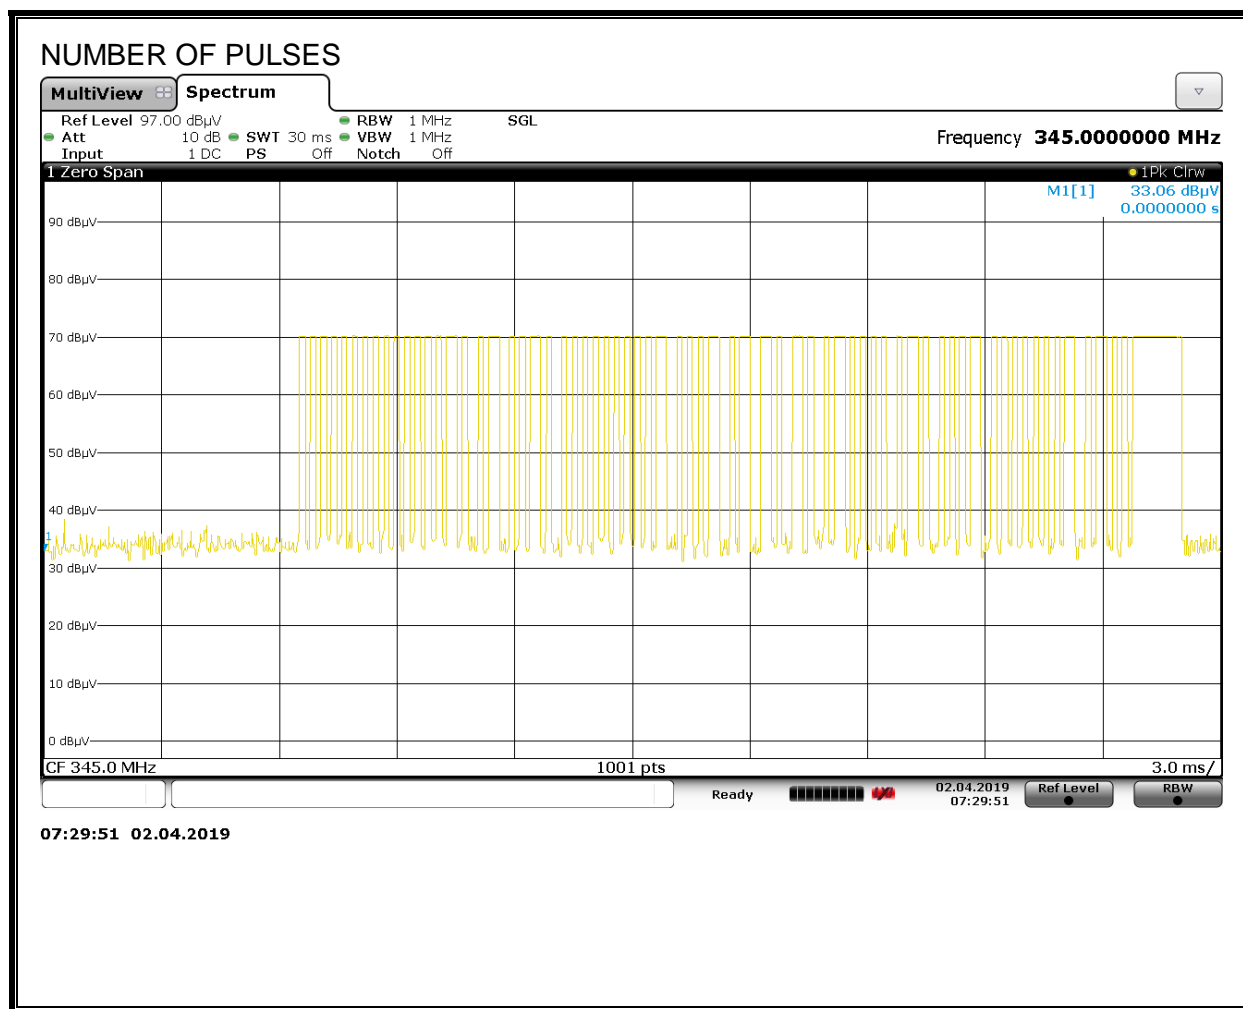 NUMBER OF PULSES
MultiView Spectrum
Ref Level 97.00 dBµV RBW 1 MHz SGL
Att 10 dB SWT 30 ms VBW 1 MHz
Input 1 DC PS Off Notch Off
Frequency 345.0000000 MHz
1 Zero Span 1Pk Clrw
M1[1] 33.06 dBµV
0.0000000 s
90 dBµV
80 dBµV
70 dBµV
60 dBµV
50 dBµV
40 dBµV
1
30 dBµV
20 dBµV
10 dBµV
0 dBµV
CF 345.0 MHz 1001 pts 3.0 ms/
Ready 02.04.2019 07:29:51 Ref Level RBW
07:29:51 02.04.2019